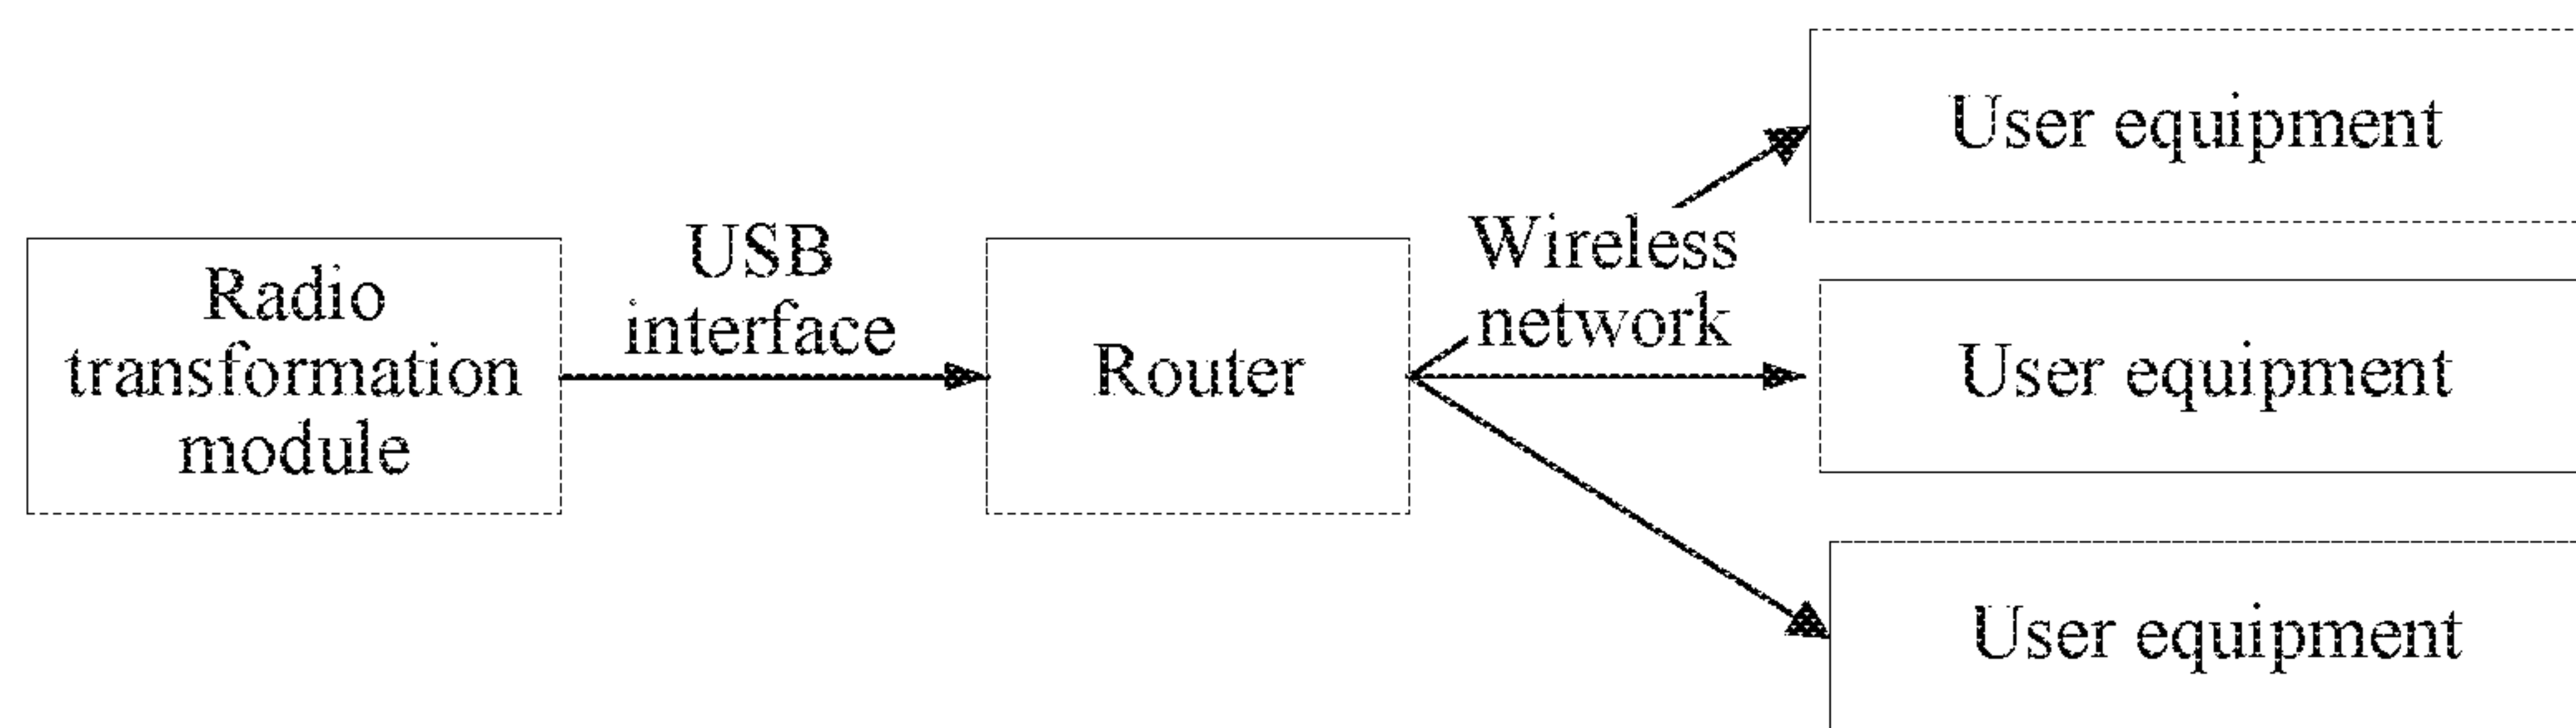 Radio
transformation
module
USB
interface
Router
Wireless
network
User equipment
User equipment
User equipment